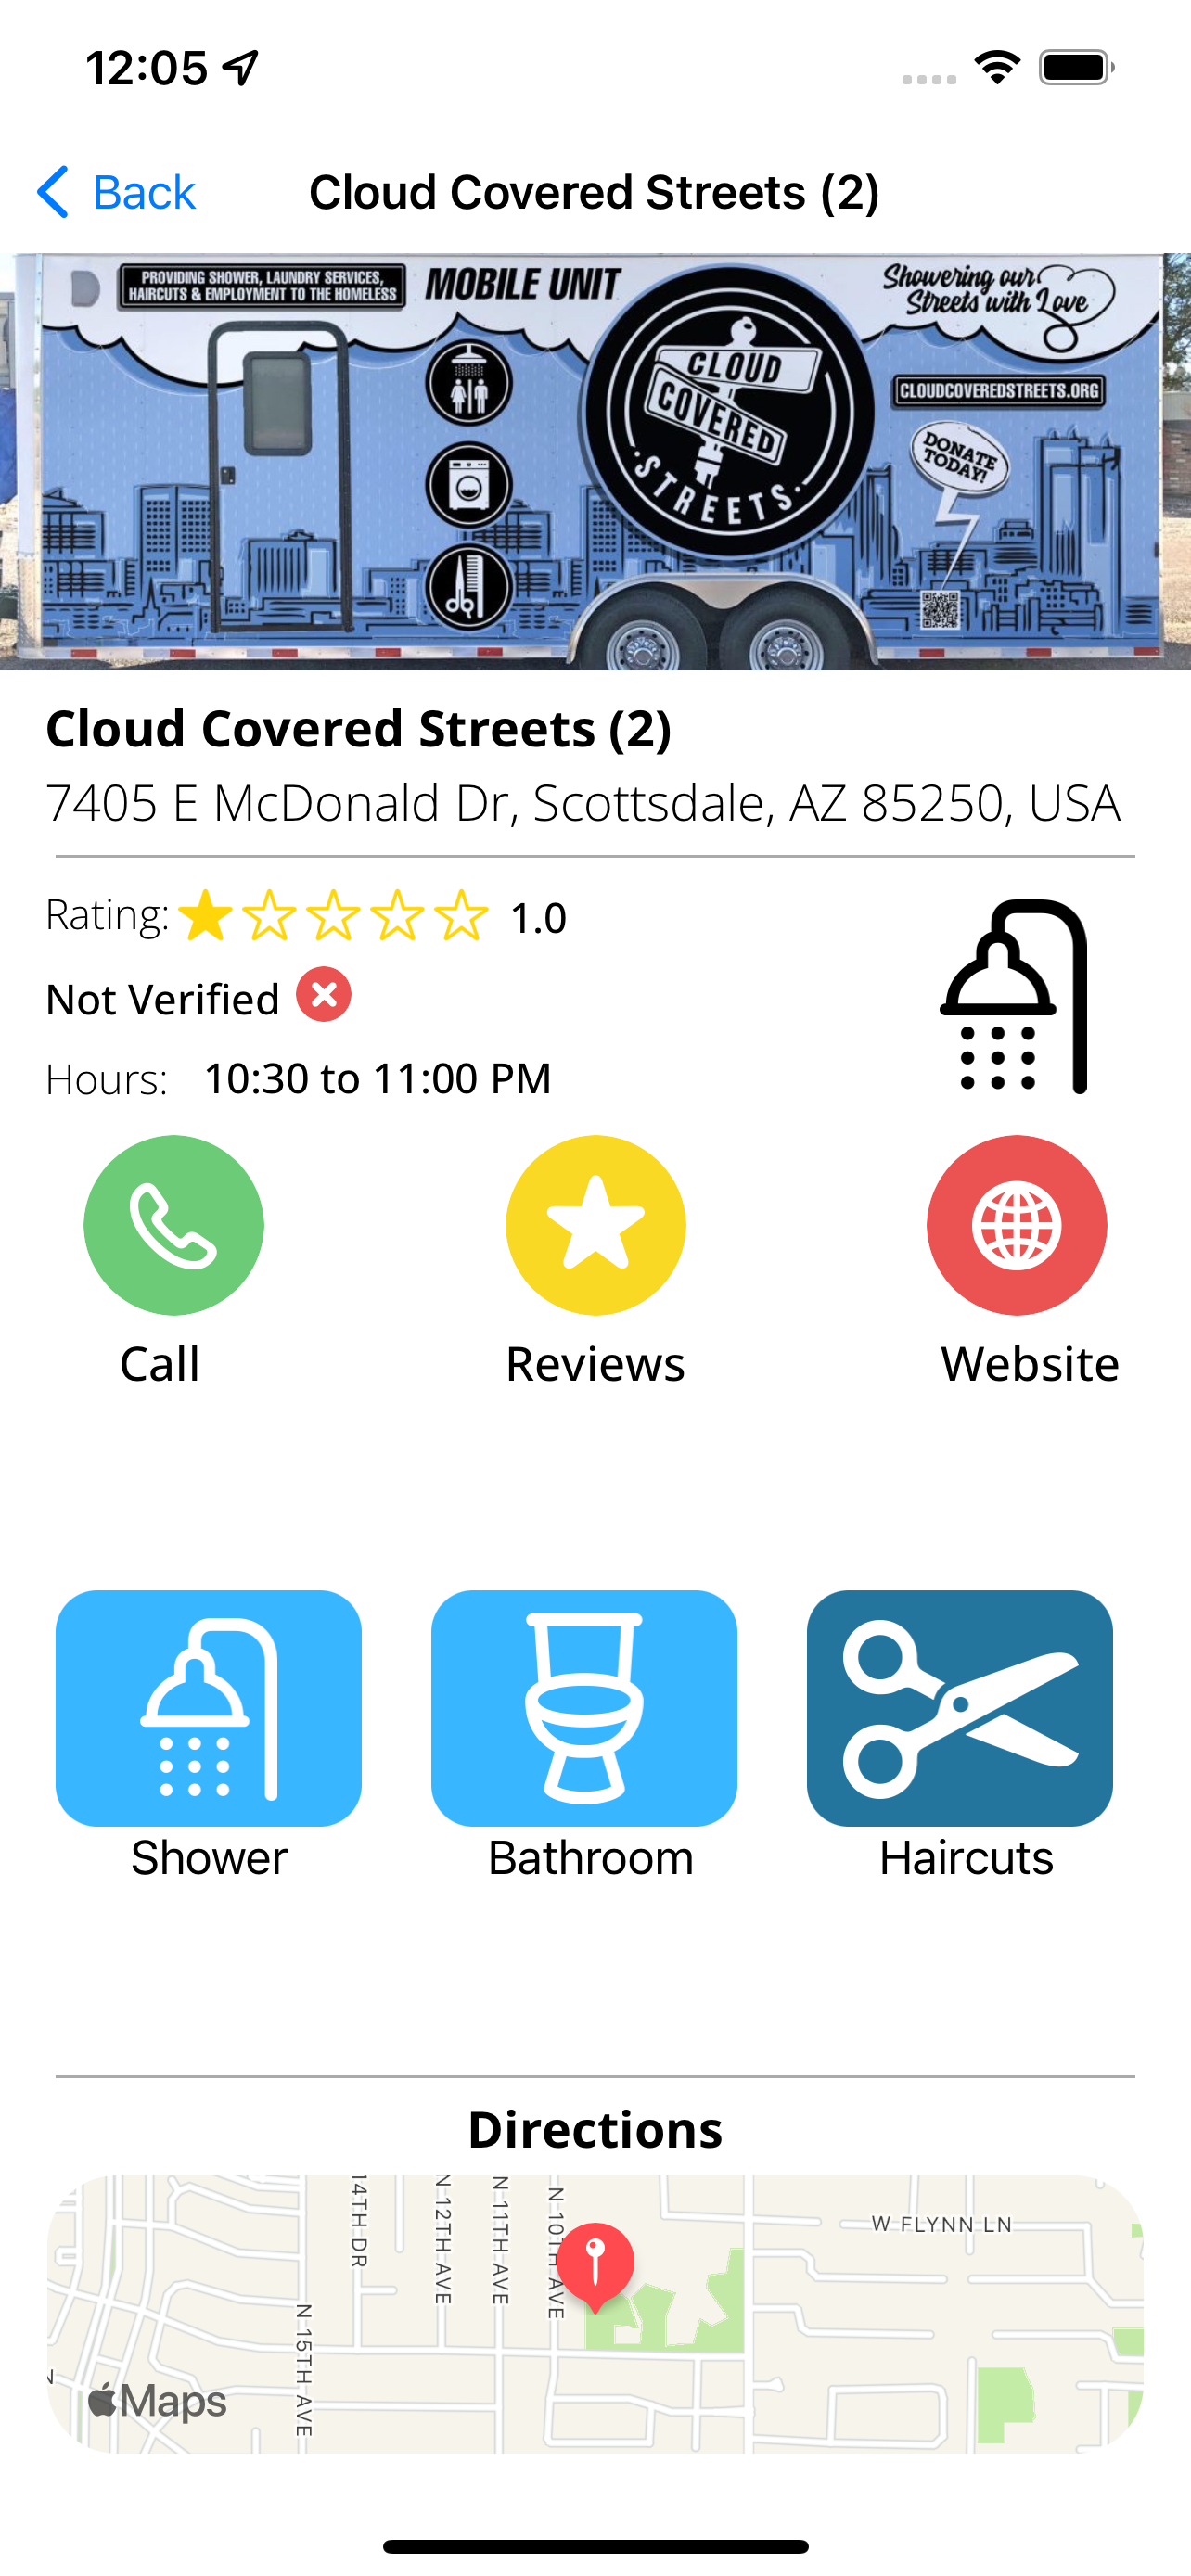 12:05
Back
Cloud Covered Streets (2)
PROVIDING SHOWER, LAUNDRY SERVICES,
HAIRCUTS & EMPLOYMENT TO THE HOMELESS
MOBILE UNIT
CLOUD
COVERED
·STREETS·
Showering our
Streets with Love
CLOUDCOVEREDSTREETS.ORG
DONATE
TODAY!
Cloud Covered Streets (2)
7405 E McDonald Dr, Scottsdale, AZ 85250, USA
Rating: 1.0
Not Verified
Hours: 10:30 to 11:00 PM
Call
Reviews
Website
Shower
Bathroom
Haircuts
Directions
14TH DR
N 12TH AVE
N 11TH AVE
N 10TH AVE
W FLYNN LN
N 15TH AVE
N
Maps